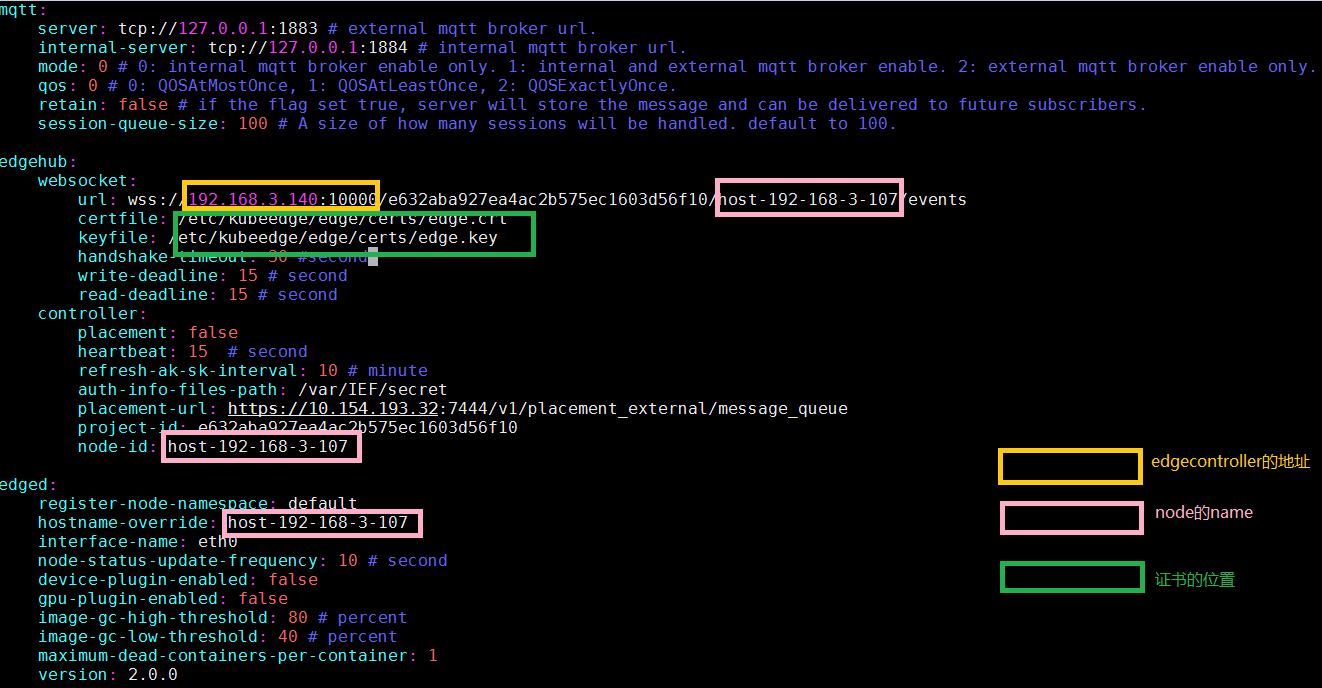 mqtt:
server: tcp://127.0.0.1:1883 # external mqtt broker url.
internal-server: tcp://127.0.0.1:1884 # internal mqtt broker url.
mode: 0 # 0: internal mqtt broker enable only. 1: internal and external mqtt broker enable. 2: external mqtt broker enable only.
qos: 0 # 0: QOSAtMostOnce, 1: QOSAtLeastOnce, 2: QOSExactlyOnce.
retain: false # if the flag set true, server will store the message and can be delivered to future subscribers.
session-queue-size: 100 # A size of how many sessions will be handled. default to 100.
edgehub:
websocket:
url: wss://192.168.3.140:10000/e632aba927ea4ac2b575ec1603d56f10/host-192-168-3-107/events
certfile: /etc/kubeedge/edge/certs/edge.crt
keyfile: /etc/kubeedge/edge/certs/edge.key
handshake-timeout: 30 #second
write-deadline: 15 # second
read-deadline: 15 # second
controller:
placement: false
heartbeat: 15  # second
refresh-ak-sk-interval: 10 # minute
auth-info-files-path: /var/IEF/secret
placement-url: https://10.154.193.32:7444/v1/placement_external/message_queue
project-id: e632aba927ea4ac2b575ec1603d56f10
node-id: host-192-168-3-107
edgecontroller的地址
node的name
证书的位置
edged:
register-node-namespace: default
hostname-override: host-192-168-3-107
interface-name: eth0
node-status-update-frequency: 10 # second
device-plugin-enabled: false
gpu-plugin-enabled: false
image-gc-high-threshold: 80 # percent
image-gc-low-threshold: 40 # percent
maximum-dead-containers-per-container: 1
version: 2.0.0